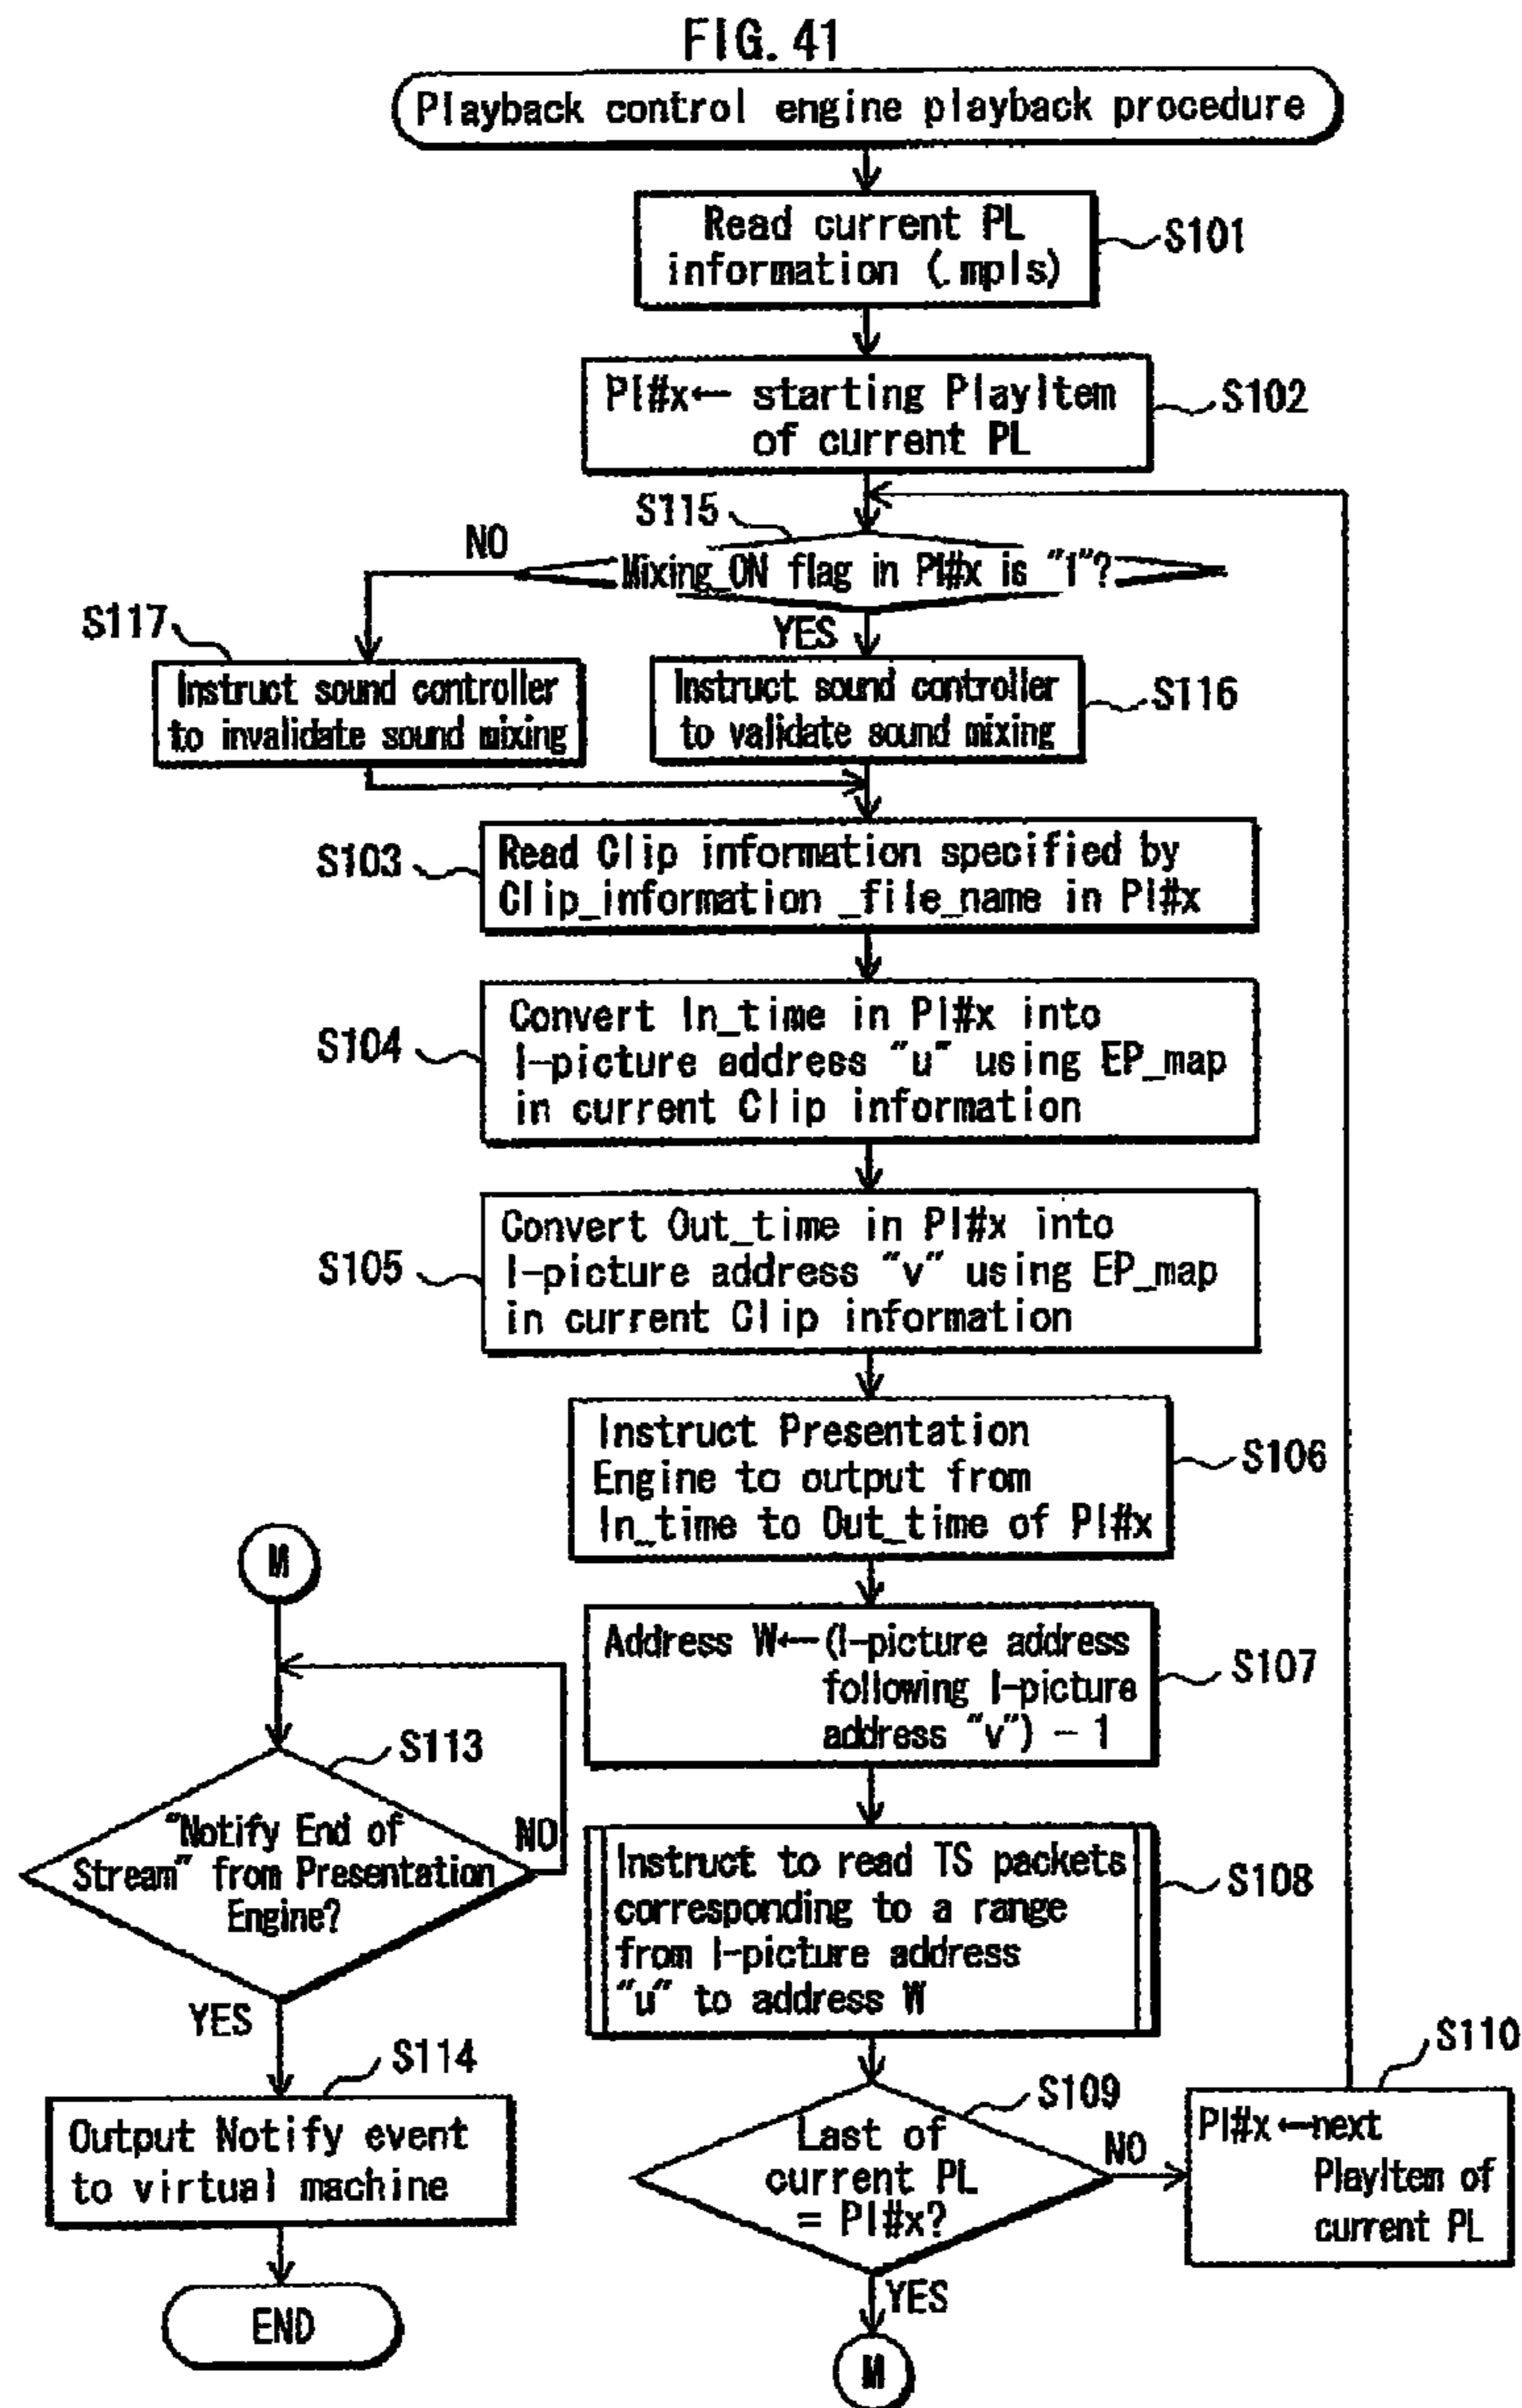 FIG. 41
Playback control engine playback procedure
Read current PL
information (.mpls)
S101
PI#x← starting PlayItem
of current PL
S102
S115
NO
Mixing_ON flag in PI#x is "1"?
YES
S117
Instruct sound controller
to invalidate sound mixing
Instruct sound controller
to validate sound mixing
S116
S103
Read Clip information specified by
Clip_information _file_name in PI#x
S104
Convert In_time in PI#x into
I-picture address "u" using EP_map
in current Clip information
S105
Convert Out_time in PI#x into
I-picture address "v" using EP_map
in current Clip information
Instruct Presentation
Engine to output from
In_time to Out_time of PI#x
S106
Address W←(I-picture address
following I-picture
address "v") - 1
S107
Instruct to read TS packets
corresponding to a range
from I-picture address
"u" to address W
S108
Last of
current PL
= PI#x?
S109
NO
YES
S110
PI#x←next
PlayItem of
current PL
M
M
S113
"Notify End of
Stream" from Presentation
Engine?
NO
YES
S114
Output Notify event
to virtual machine
END